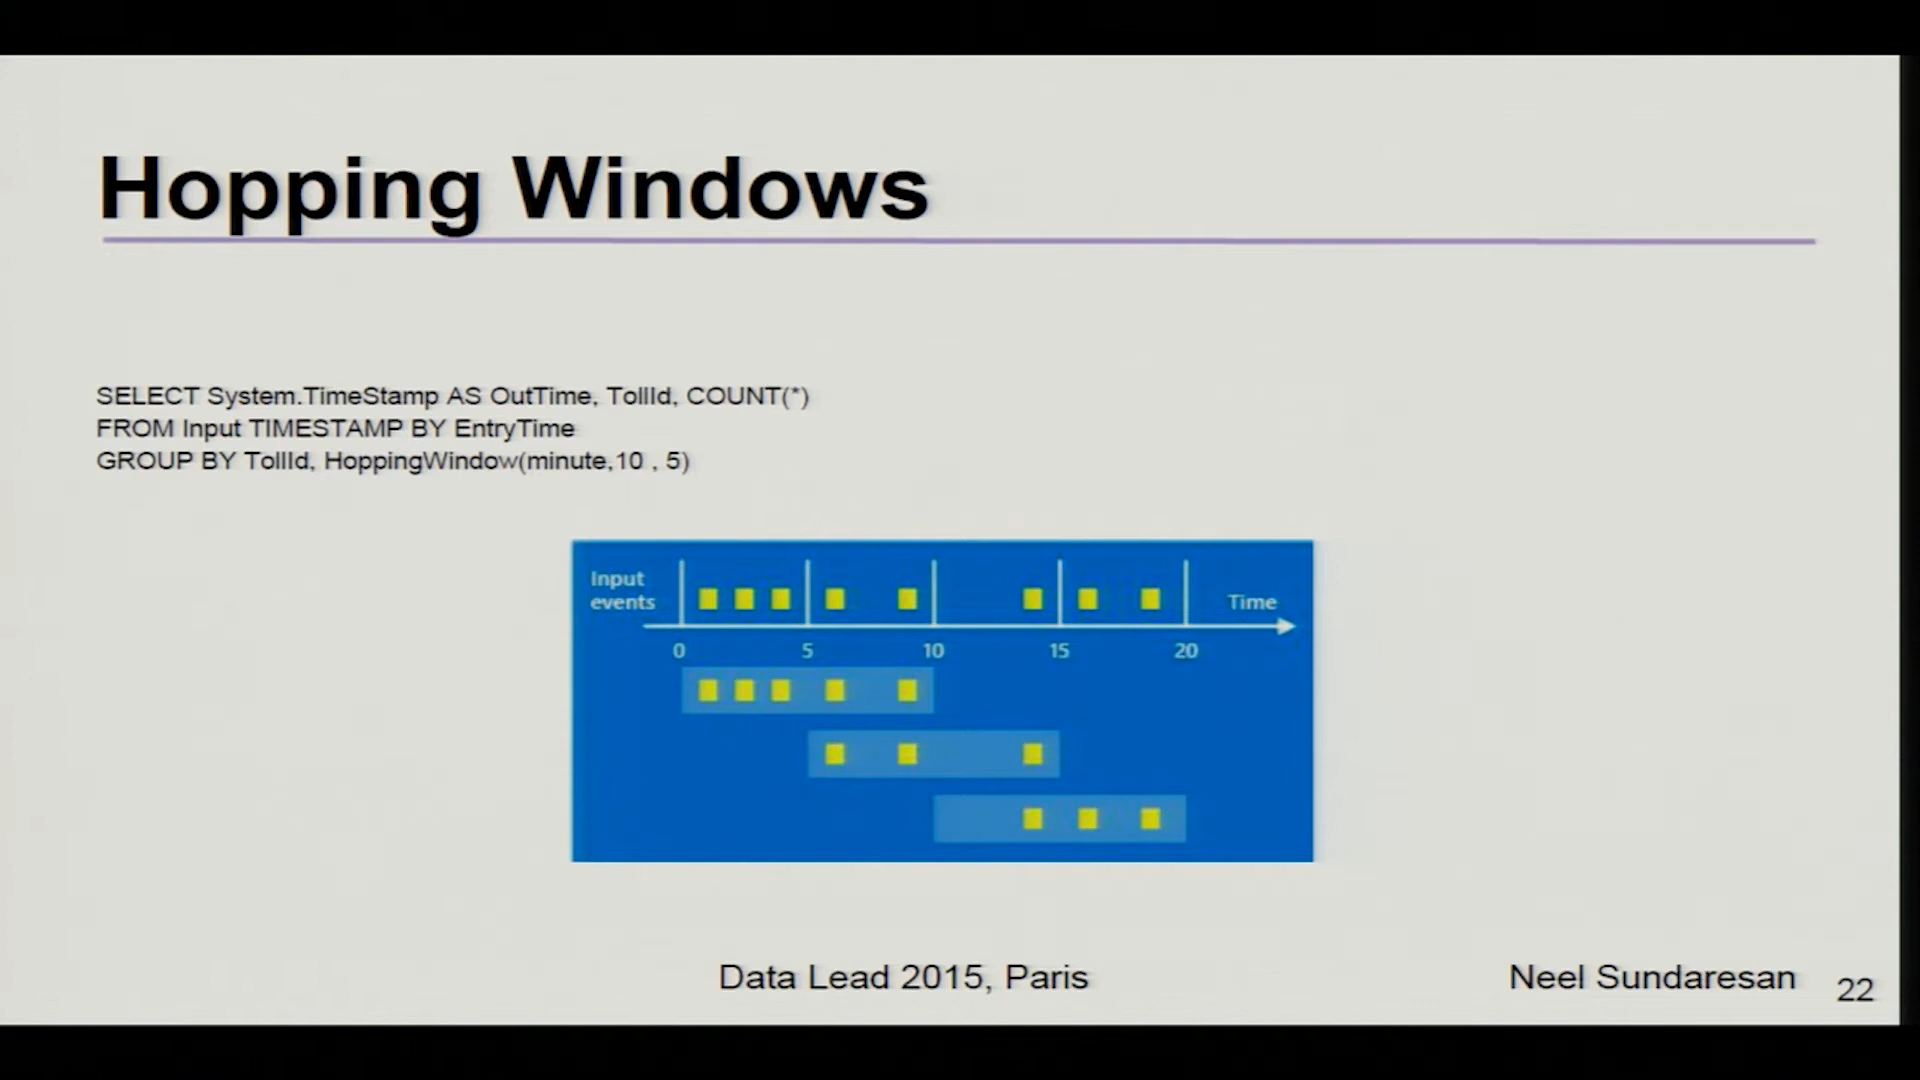 Hopping Windows
SELECT System.TimeStamp AS OutTime, TollId, COUNT(*)
FROM Input TIMESTAMP BY EntryTime
GROUP BY TollId, HoppingWindow(minute,10 , 5)
Input
events
Time
0 5 10 15 20
Data Lead 2015, Paris
Neel Sundaresan
22